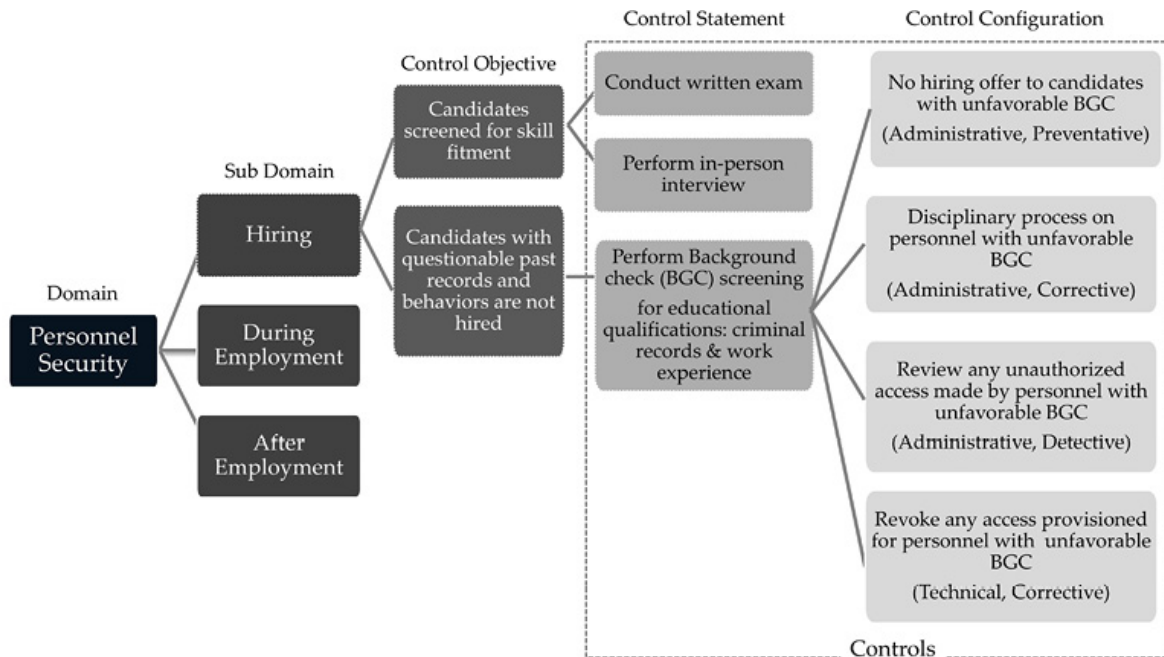 Domain
Personnel
Security
Sub Domain
Hiring
During
Employment
After
Employment
Control Objective
Candidates
screened for skill
fitment
Candidates with
questionable past
records and
behaviors are not
hired
Control Statement
Conduct written exam
Perform in-person
interview
Perform Background
check (BGC) screening
for educational
qualifications: criminal
records & work
experience
Control Configuration
No hiring offer to candidates
with unfavorable BGC
(Administrative, Preventative)
Disciplinary process on
personnel with unfavorable
BGC
(Administrative, Corrective)
Review any unauthorized
access made by personnel with
unfavorable BGC
(Administrative, Detective)
Revoke any access provisioned
for personnel with unfavorable
BGC
(Technical, Corrective)
Controls